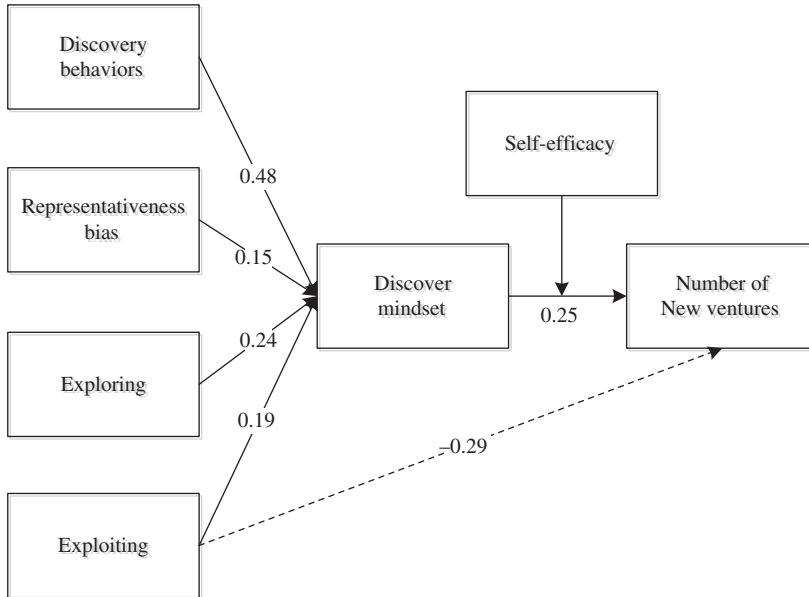 Discovery
behaviors
Self-efficacy
0.48
Representativeness
bias
0.15
Discover
mindset
Number of
New ventures
0.25
0.24
Exploring
0.19
–0.29
Exploiting